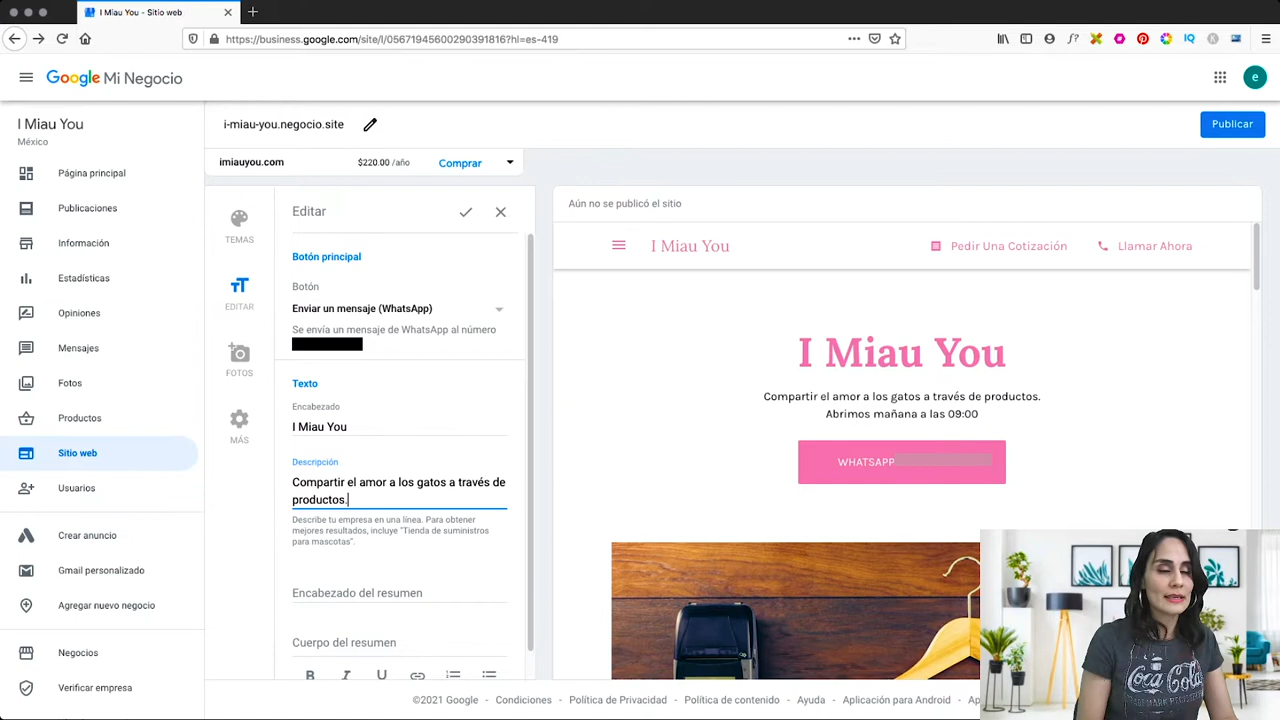 I Miau You - Sitio web
https://business.google.com/site/l/05671945600290391816?hl=es-419
Google Mi Negocio
e
I Miau You
México
Página principal
Publicaciones
Información
Estadísticas
Opiniones
Mensajes
Fotos
Productos
Sitio web
Usuarios
Crear anuncio
Gmail personalizado
Agregar nuevo negocio
Negocios
Verificar empresa
i-miau-you.negocio.site
Publicar
imiauyou.com $220.00 /año Comprar
TEMAS
EDITAR
FOTOS
MÁS
Editar
Botón principal
Botón
Enviar un mensaje (WhatsApp)
Se envía un mensaje de WhatsApp al número
Texto
Encabezado
I Miau You
Descripción
Compartir el amor a los gatos a través de
productos.
Describe tu empresa en una línea. Para obtener
mejores resultados, incluye "Tienda de suministros
para mascotas".
Encabezado del resumen
Cuerpo del resumen
B I U
Aún no se publicó el sitio
I Miau You
Pedir Una Cotización
Llamar Ahora
I Miau You
Compartir el amor a los gatos a través de productos.
Abrimos mañana a las 09:00
WHATSAPP
©2021 Google Condiciones Política de Privacidad Política de contenido Ayuda Aplicación para Android
Coca Cola